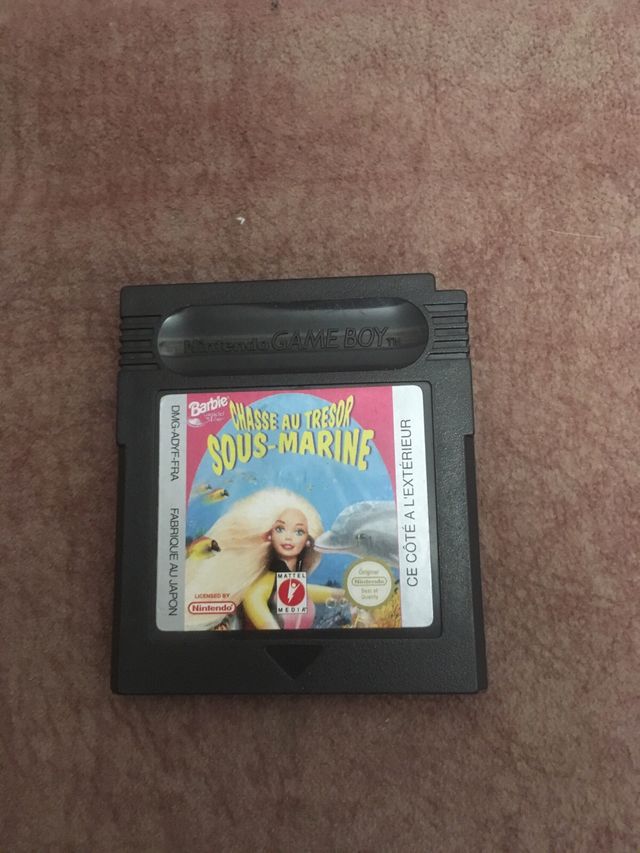 Nintendo GAME BOY TM
Barbie
CHASSE AU TRESOR
SOUS-MARINE
DMG-ADYF-FRA FABRIQUE AU JAPON
CE CÔTÉ A L'EXTÉRIEUR
LICENSED BY
Nintendo
MATTEL
MEDIA
Original
Nintendo
Seal of
Quality